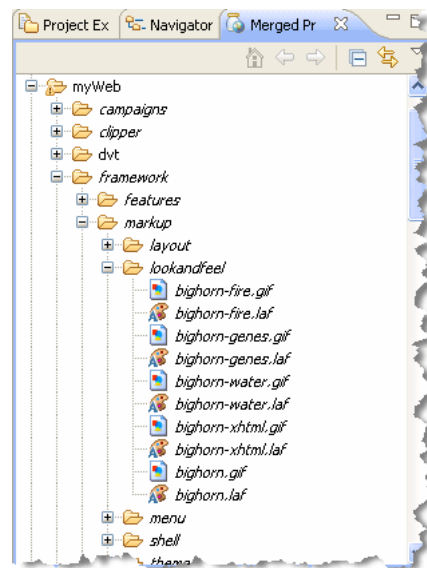 Project Ex Navigator Merged Pr
myWeb
campaigns
clipper
dvt
framework
features
markup
layout
lookandfeel
bighorn-fire.gif
bighorn-fire.laf
bighorn-genes.gif
bighorn-genes.laf
bighorn-water.gif
bighorn-water.laf
bighorn-xhtml.gif
bighorn-xhtml.laf
bighorn.gif
bighorn.laf
menu
shell